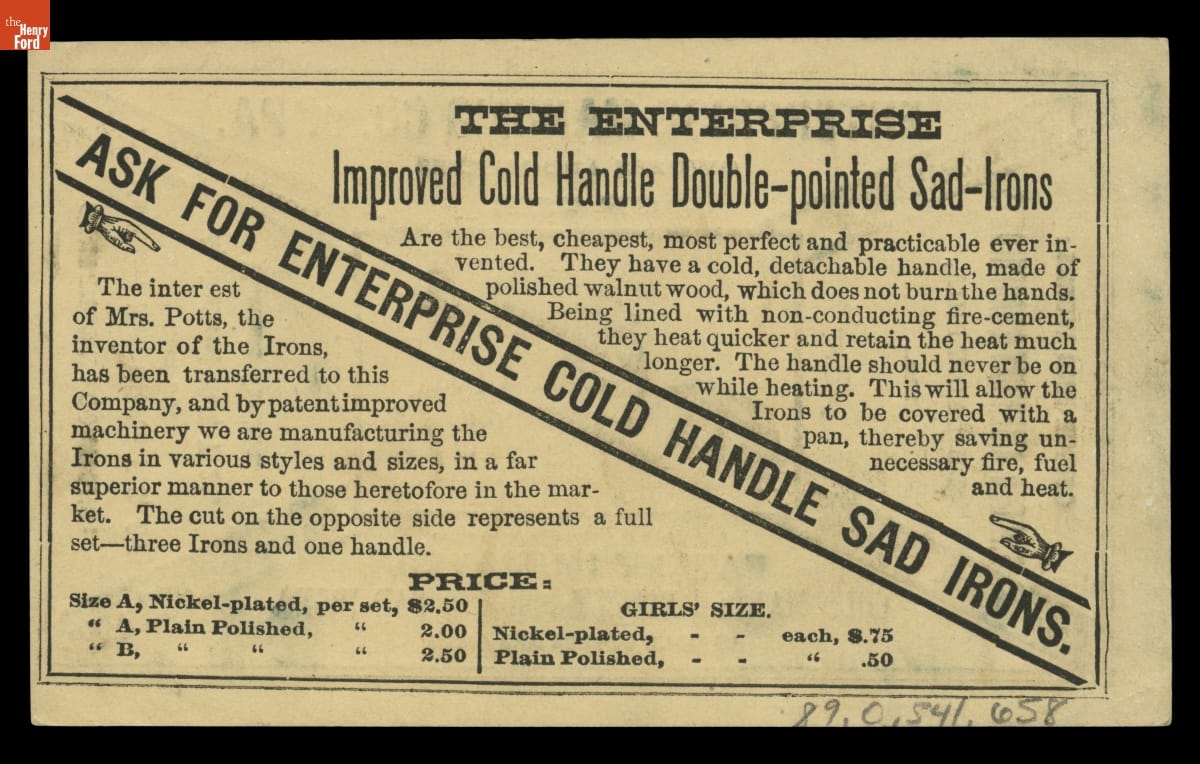 the
Henry
Ford
THE ENTERPRISE
Improved Cold Handle Double-pointed Sad-Irons
ASK FOR ENTERPRISE COLD HANDLE SAD IRONS.
Are the best, cheapest, most perfect and practicable ever in-
vented. They have a cold, detachable handle, made of
polished walnut wood, which does not burn the hands.
Being lined with non-conducting fire-cement,
they heat quicker and retain the heat much
longer. The handle should never be on
while heating. This will allow the
Irons to be covered with a
pan, thereby saving un-
necessary fire, fuel
and heat.
The inter est
of Mrs. Potts, the
inventor of the Irons,
has been transferred to this
Company, and by patent improved
machinery we are manufacturing the
Irons in various styles and sizes, in a far
superior manner to those heretofore in the mar-
ket. The cut on the opposite side represents a full
set—three Irons and one handle.
PRICE:
Size A, Nickel-plated, per set, $2.50
" A, Plain Polished, " 2.00
" B, " " " 2.50
GIRLS' SIZE.
Nickel-plated, - - each, $.75
Plain Polished, - - " .50
89.0.541.658